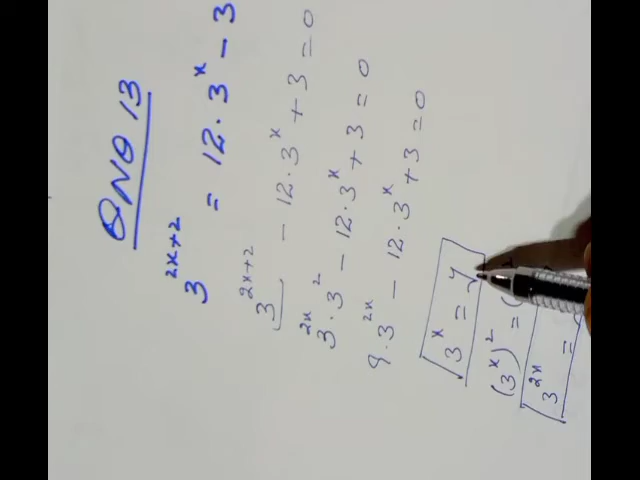 Q NO 13
3^{2x+2} = 12 · 3^x - 3
3^{2x+2} - 12 · 3^x + 3 = 0
3^{2x} · 3^2 - 12 · 3^x + 3 = 0
9 · 3^{2x} - 12 · 3^x + 3 = 0
3^x = y
(3^x)^2 = (
3^{2x} =